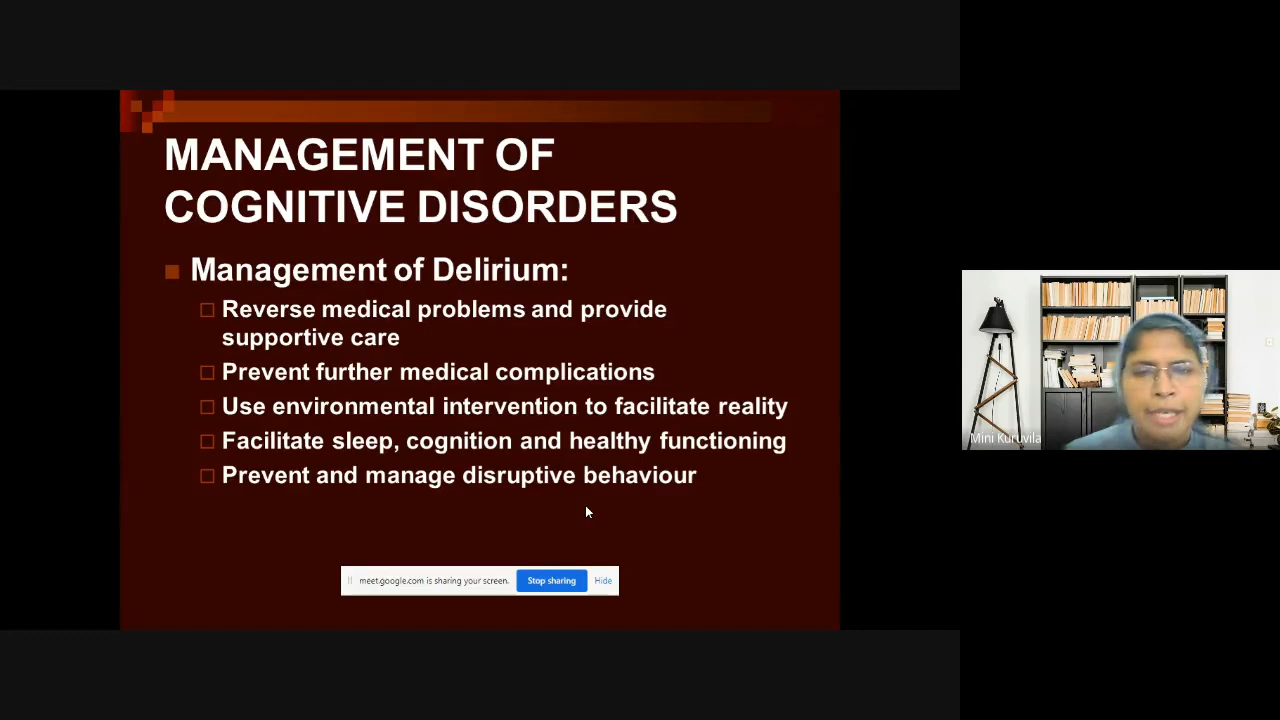 MANAGEMENT OF
COGNITIVE DISORDERS
Management of Delirium:
Reverse medical problems and provide
supportive care
Prevent further medical complications
Use environmental intervention to facilitate reality
Facilitate sleep, cognition and healthy functioning
Prevent and manage disruptive behaviour
meet.google.com is sharing your screen. Stop sharing Hide
Mini Kuruvila